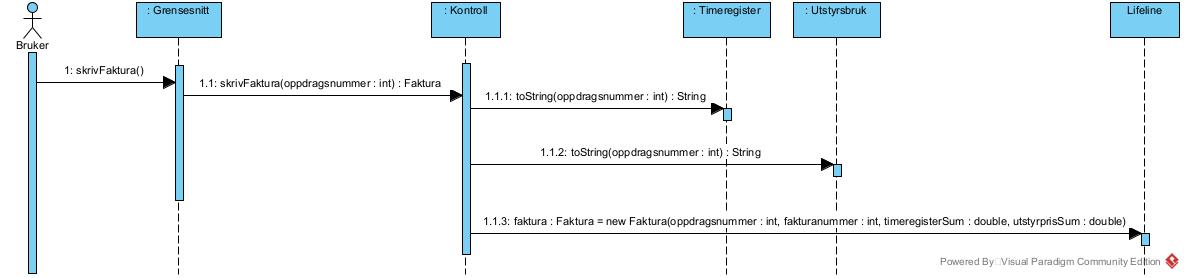 : Grensesnitt
: Kontroll
: Timeregister
: Utstyrsbruk
Lifeline
Bruker
1: skrivFaktura()
1.1: skrivFaktura(oppdragsnummer : int) : Faktura
1.1.1: toString(oppdragsnummer : int) : String
1.1.2: toString(oppdragsnummer : int) : String
1.1.3: faktura : Faktura = new Faktura(oppdragsnummer : int, fakturanummer : int, timeregisterSum : double, utstyrprisSum : double)
Powered By Visual Paradigm Community Edition